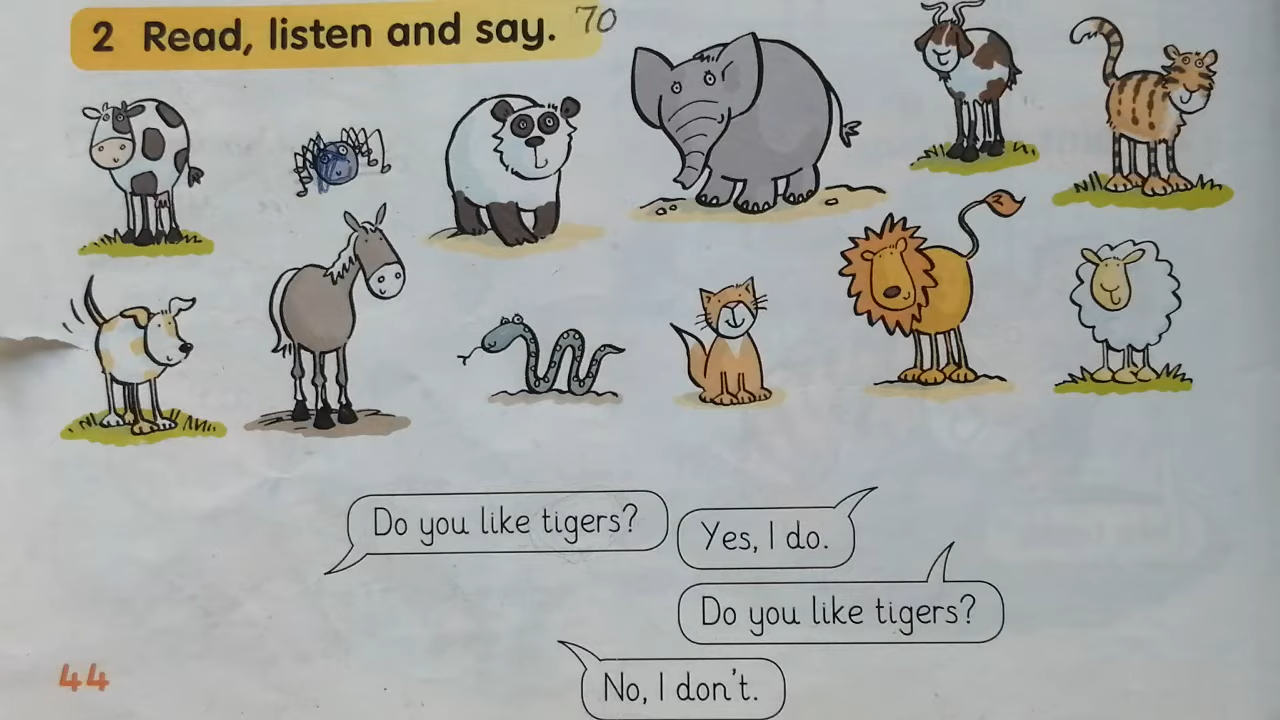 2 Read, listen and say. 70
Do you like tigers?
Yes, I do.
Do you like tigers?
No, I don't.
44